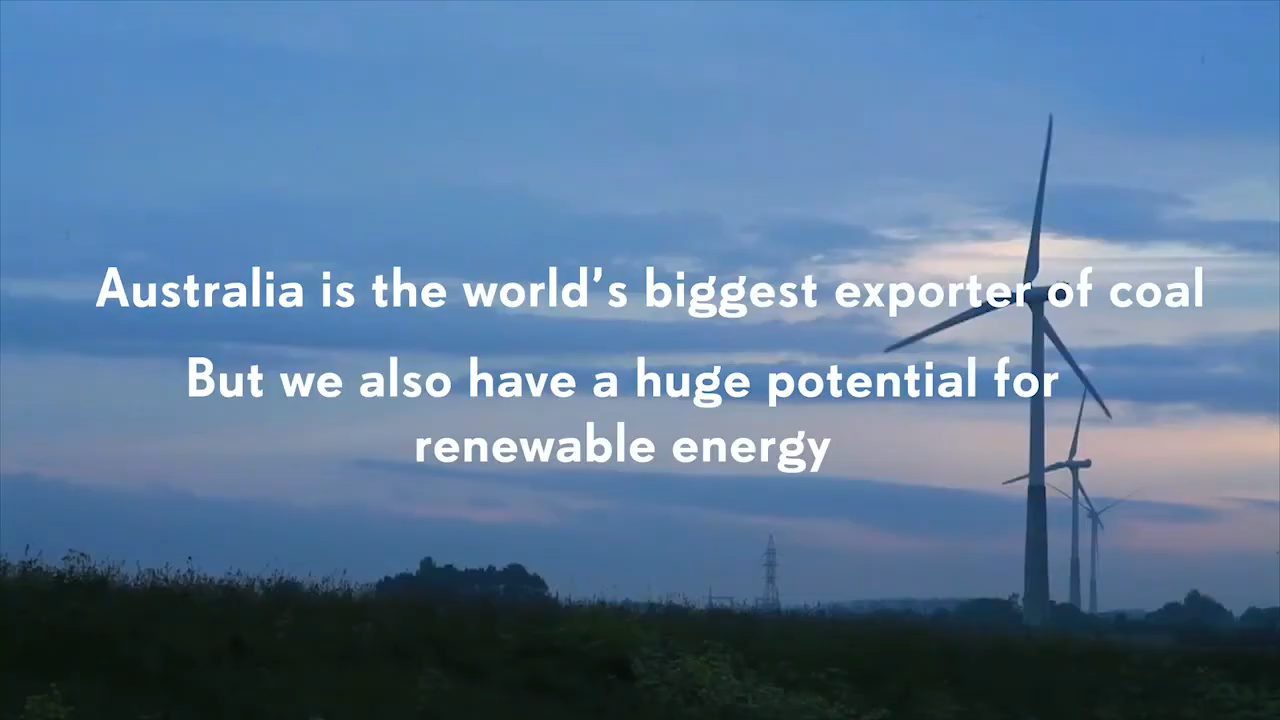 Australia is the world's biggest exporter of coal
But we also have a huge potential for
renewable energy